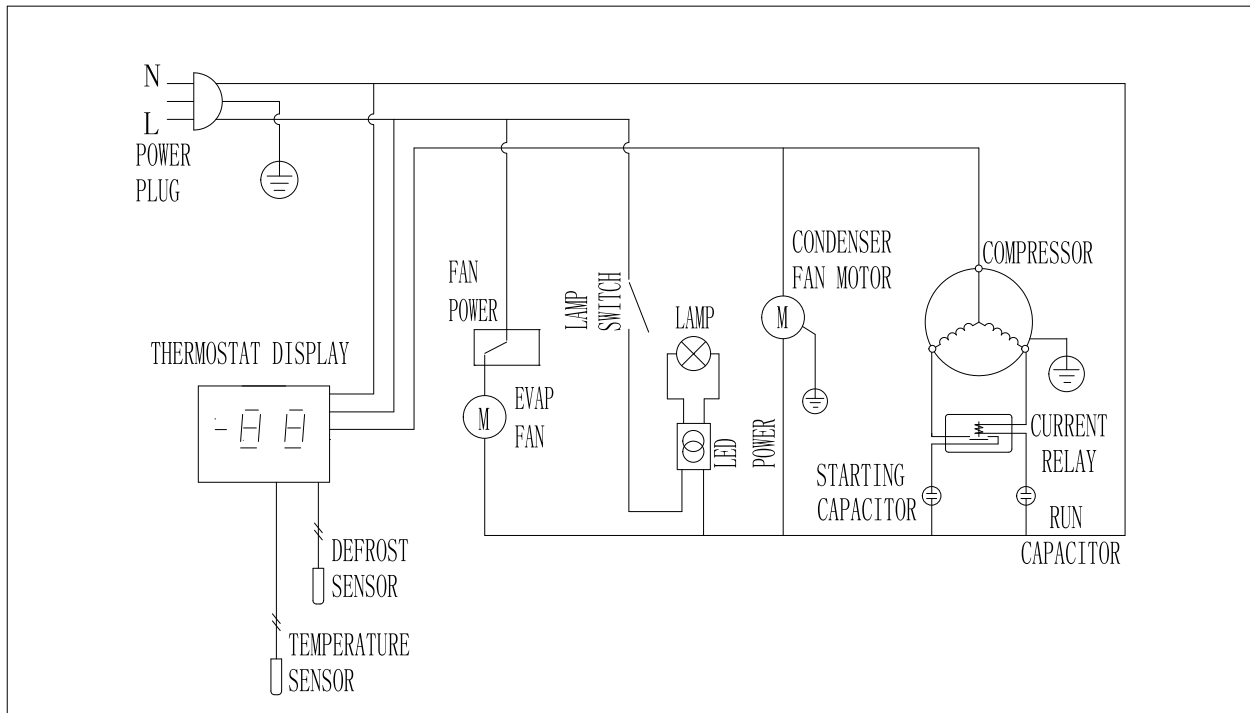 N
L
POWER
PLUG
THERMOSTAT DISPLAY
-88
DEFROST
SENSOR
TEMPERATURE
SENSOR
FAN
POWER
M
EVAP
FAN
LAMP
SWITCH
LAMP
LED
POWER
CONDENSER
FAN MOTOR
M
COMPRESSOR
CURRENT
RELAY
STARTING
CAPACITOR
RUN
CAPACITOR